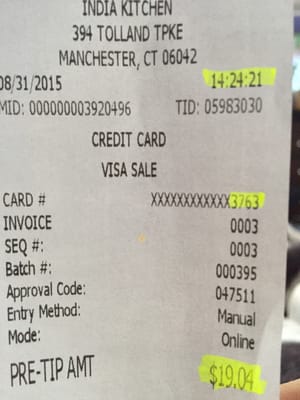 INDIA KITCHEN
394 TOLLAND TPKE
MANCHESTER, CT 06042
08/31/2015 14:24:21
MID: 000000003920496 TID: 05983030
CREDIT CARD
VISA SALE
CARD # XXXXXXXXXXXX3763
INVOICE 0003
SEQ #: 0003
Batch #: 000395
Approval Code: 047511
Entry Method: Manual
Mode: Online
PRE-TIP AMT $19.04